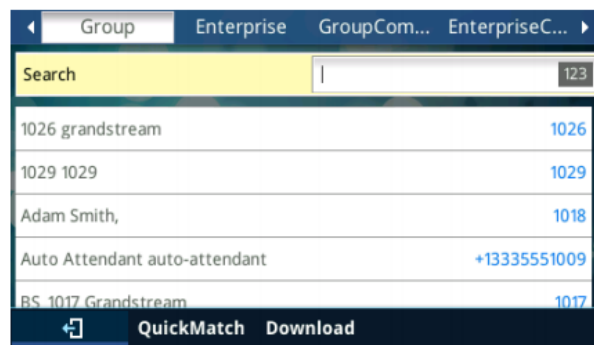 Group Enterprise GroupCom... EnterpriseC...
Search 123
1026 grandstream 1026
1029 1029 1029
Adam Smith, 1018
Auto Attendant auto-attendant +13335551009
BS 1017 Grandstream 1017
QuickMatch Download